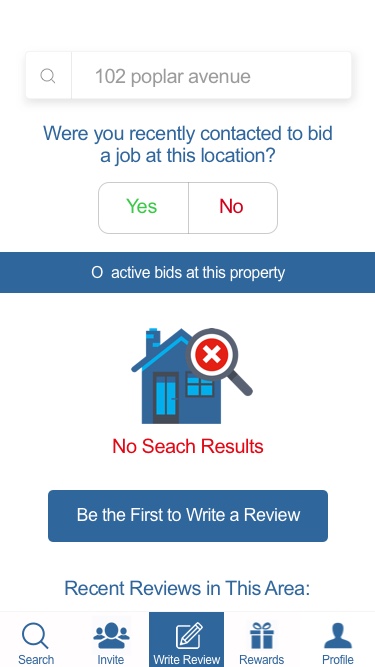 102 poplar avenue
Were you recently contacted to bid
a job at this location?
Yes No
O active bids at this property
No Seach Results
Be the First to Write a Review
Recent Reviews in This Area:
Search Invite Write Review Rewards Profile